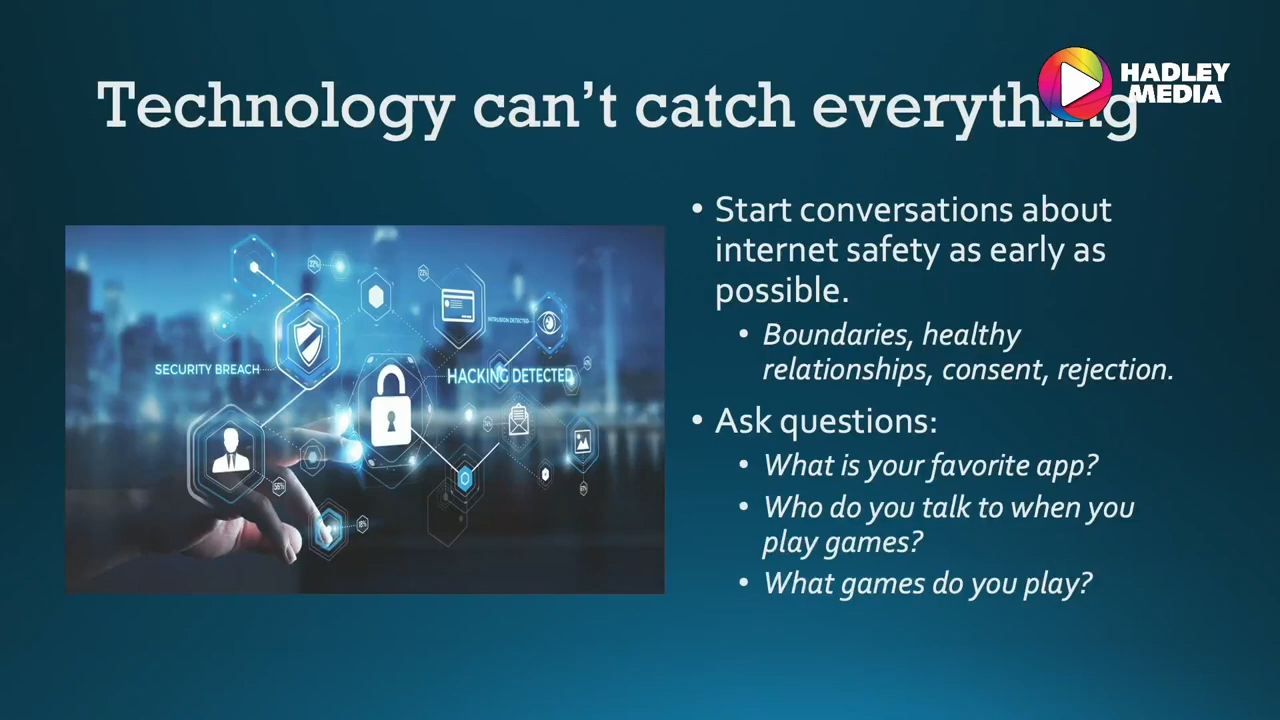 HADLEY
MEDIA
Technology can't catch everything
• Start conversations about
internet safety as early as
possible.
• Boundaries, healthy
relationships, consent, rejection.
• Ask questions:
• What is your favorite app?
• Who do you talk to when you
play games?
• What games do you play?
SECURITY BREACH
HACKING DETECTED
INTRUSION DETECTED